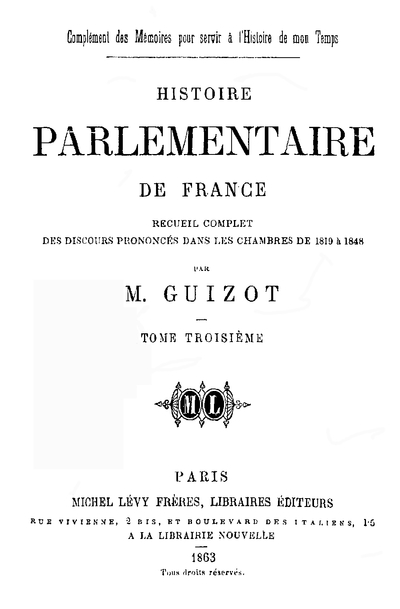 Complément des Mémoires pour servir à l'Histoire de mon Temps
HISTOIRE
PARLEMENTAIRE
DE FRANCE
RECUEIL COMPLET
DES DISCOURS PRONONCÉS DANS LES CHAMBRES DE 1819 à 1848
PAR
M. GUIZOT
TOME TROISIÈME
ML
PARIS
MICHEL LÉVY FRÈRES, LIBRAIRES ÉDITEURS
RUE VIVIENNE, 2 BIS, ET BOULEVARD DES ITALIENS, 15
A LA LIBRAIRIE NOUVELLE
1863
Tous droits réservés.